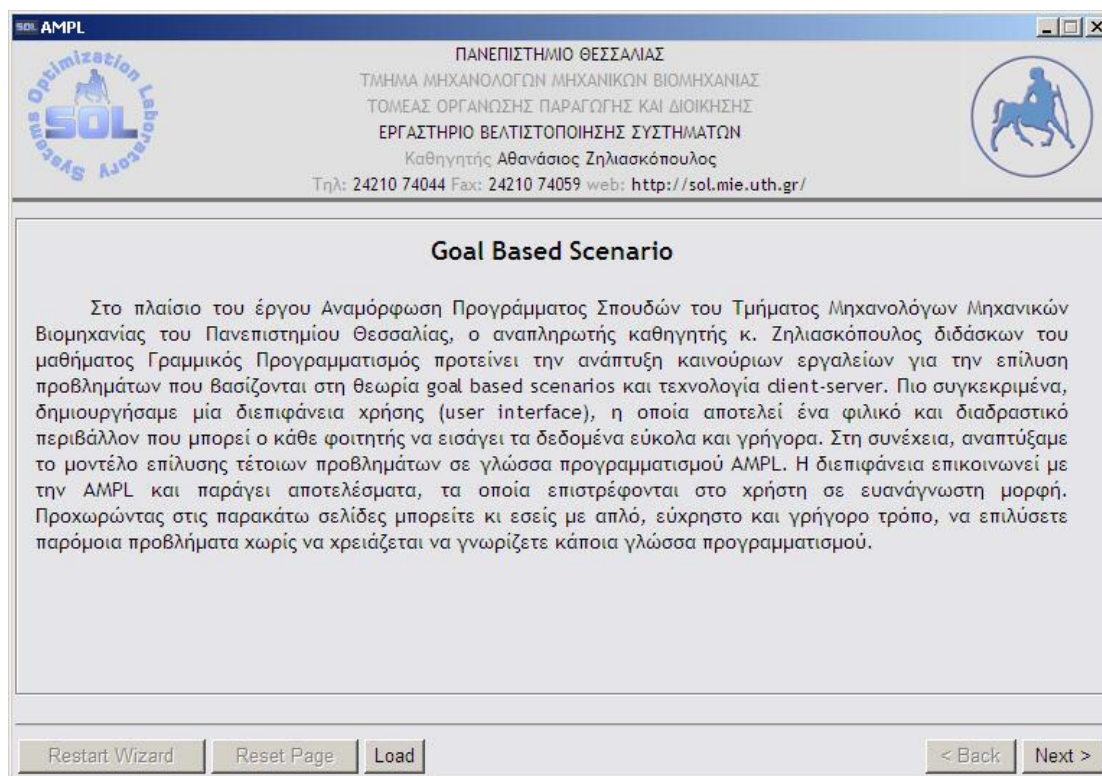 SOL AMPL
Systems Optimization Laboratory
SOL
ΠΑΝΕΠΙΣΤΗΜΙΟ ΘΕΣΣΑΛΙΑΣ
ΤΜΗΜΑ ΜΗΧΑΝΟΛΟΓΩΝ ΜΗΧΑΝΙΚΩΝ ΒΙΟΜΗΧΑΝΙΑΣ
ΤΟΜΕΑΣ ΟΡΓΑΝΩΣΗΣ ΠΑΡΑΓΩΓΗΣ ΚΑΙ ΔΙΟΙΚΗΣΗΣ
ΕΡΓΑΣΤΗΡΙΟ ΒΕΛΤΙΣΤΟΠΟΙΗΣΗΣ ΣΥΣΤΗΜΑΤΩΝ
Καθηγητής Αθανάσιος Ζηλιασκόπουλος
Τηλ: 24210 74044 Fax: 24210 74059 web: http://sol.mie.uth.gr/
Goal Based Scenario
Στο πλαίσιο του έργου Αναμόρφωση Προγράμματος Σπουδών του Τμήματος Μηχανολόγων Μηχανικών
Βιομηχανίας του Πανεπιστημίου Θεσσαλίας, ο αναπληρωτής καθηγητής κ. Ζηλιασκόπουλος διδάσκων του
μαθήματος Γραμμικός Προγραμματισμός προτείνει την ανάπτυξη καινούριων εργαλείων για την επίλυση
προβλημάτων που βασίζονται στη θεωρία goal based scenarios και τεχνολογία client-server. Πιο συγκεκριμένα,
δημιουργήσαμε μία διεπιφάνεια χρήσης (user interface), η οποία αποτελεί ένα φιλικό και διαδραστικό
περιβάλλον που μπορεί ο κάθε φοιτητής να εισάγει τα δεδομένα εύκολα και γρήγορα. Στη συνέχεια, αναπτύξαμε
το μοντέλο επίλυσης τέτοιων προβλημάτων σε γλώσσα προγραμματισμού AMPL. Η διεπιφάνεια επικοινωνεί με
την AMPL και παράγει αποτελέσματα, τα οποία επιστρέφονται στο χρήστη σε ευανάγνωστη μορφή.
Προχωρώντας στις παρακάτω σελίδες μπορείτε κι εσείς με απλό, εύχρηστο και γρήγορο τρόπο, να επιλύσετε
παρόμοια προβλήματα χωρίς να χρειάζεται να γνωρίζετε κάποια γλώσσα προγραμματισμού.
Restart Wizard Reset Page Load < Back Next >